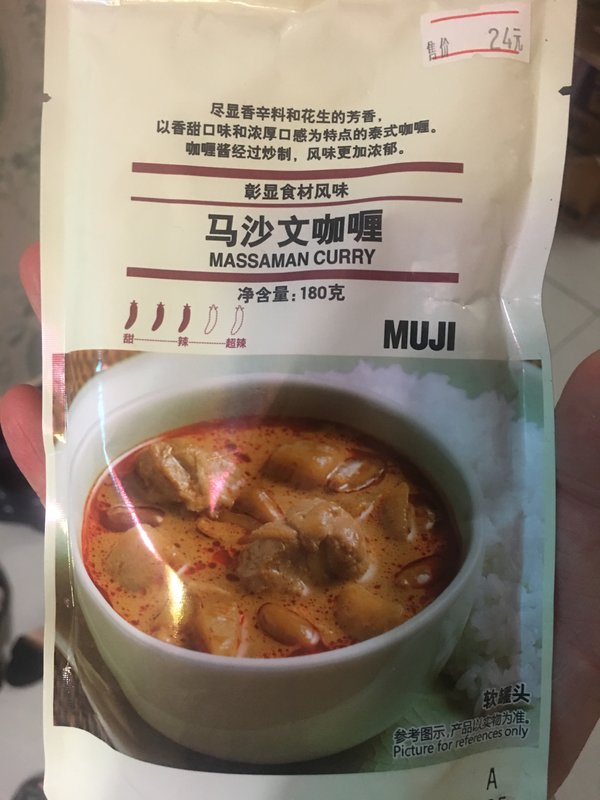 售价 24元
尽显香辛料和花生的芳香，
以香甜口味和浓厚口感为特点的泰式咖喱。
咖喱酱经过炒制，风味更加浓郁。
彰显食材风味
马沙文咖喱
MASSAMAN CURRY
净含量：180克
甜 辣 超辣
MUJI
软罐头
参考图示，产品以实物为准。
Picture for references only
A